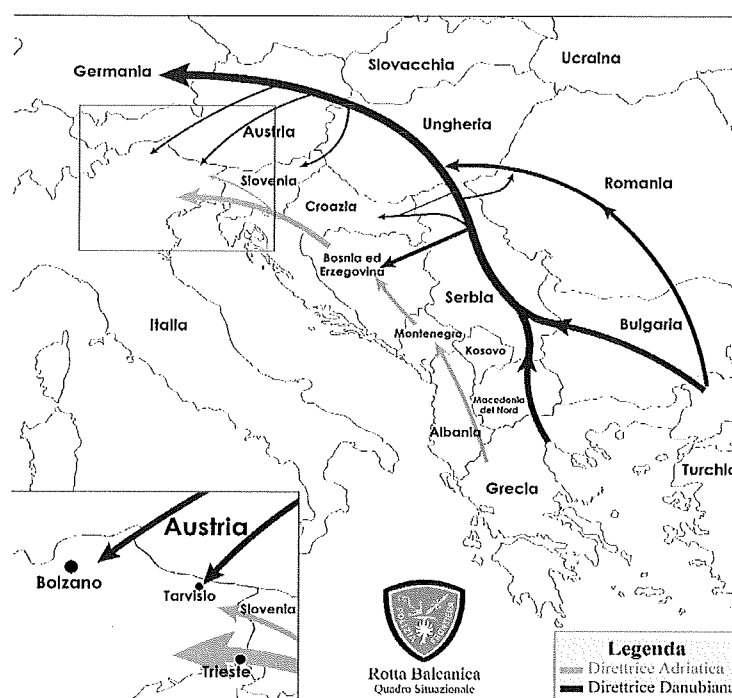 Slovacchia
Ucraina
Germania
Austria
Ungheria
Slovenia
Romania
Croazia
Bosnia ed
Erzegovina
Serbia
Italia
Montenegro
Bulgaria
Kosovo
Macedonia
del Nord
Albania
Grecia
Turchia
Austria
Bolzano
Tarvisio
Slovenia
Trieste
Rotta Balcanica
Quadro Situazionale
Legenda
Direttrice Adriatica
Direttrice Danubiana